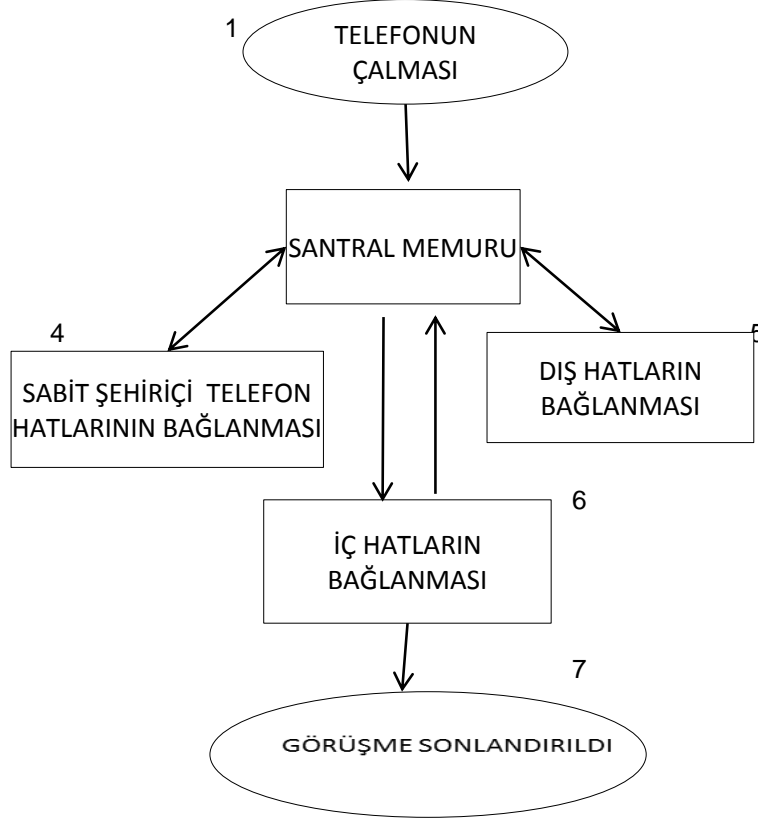 1
TELEFONUN
ÇALMASI
SANTRAL MEMURU
4
SABİT ŞEHİRİÇİ TELEFON
HATLARININ BAĞLANMASI
5
DIŞ HATLARIN
BAĞLANMASI
6
İÇ HATLARIN
BAĞLANMASI
7
GÖRÜŞME SONLANDIRILDI